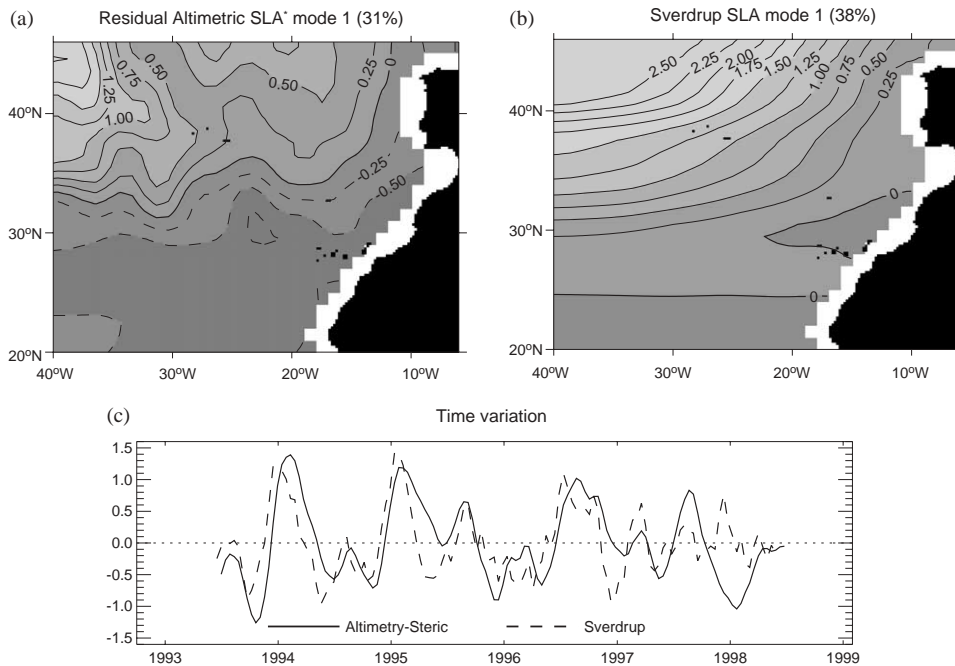 (a) Residual Altimetric SLA* mode 1 (31%)
40ºN
30ºN
20ºN
40ºW 30ºW 20ºW 10ºW
1.25
1.00
0.75
0.50
0.50
0.25
0
-0.25
-0.50
(b) Sverdrup SLA mode 1 (38%)
40ºN
30ºN
20ºN
40ºW 30ºW 20ºW 10ºW
2.50
2.25
2.00
1.75
1.50
1.25
1.00
0.75
0.50
0.25
0
0
(c) Time variation
1.5
1.0
0.5
0.0
-0.5
-1.0
-1.5
Altimetry-Steric Sverdrup
1993 1994 1995 1996 1997 1998 1999